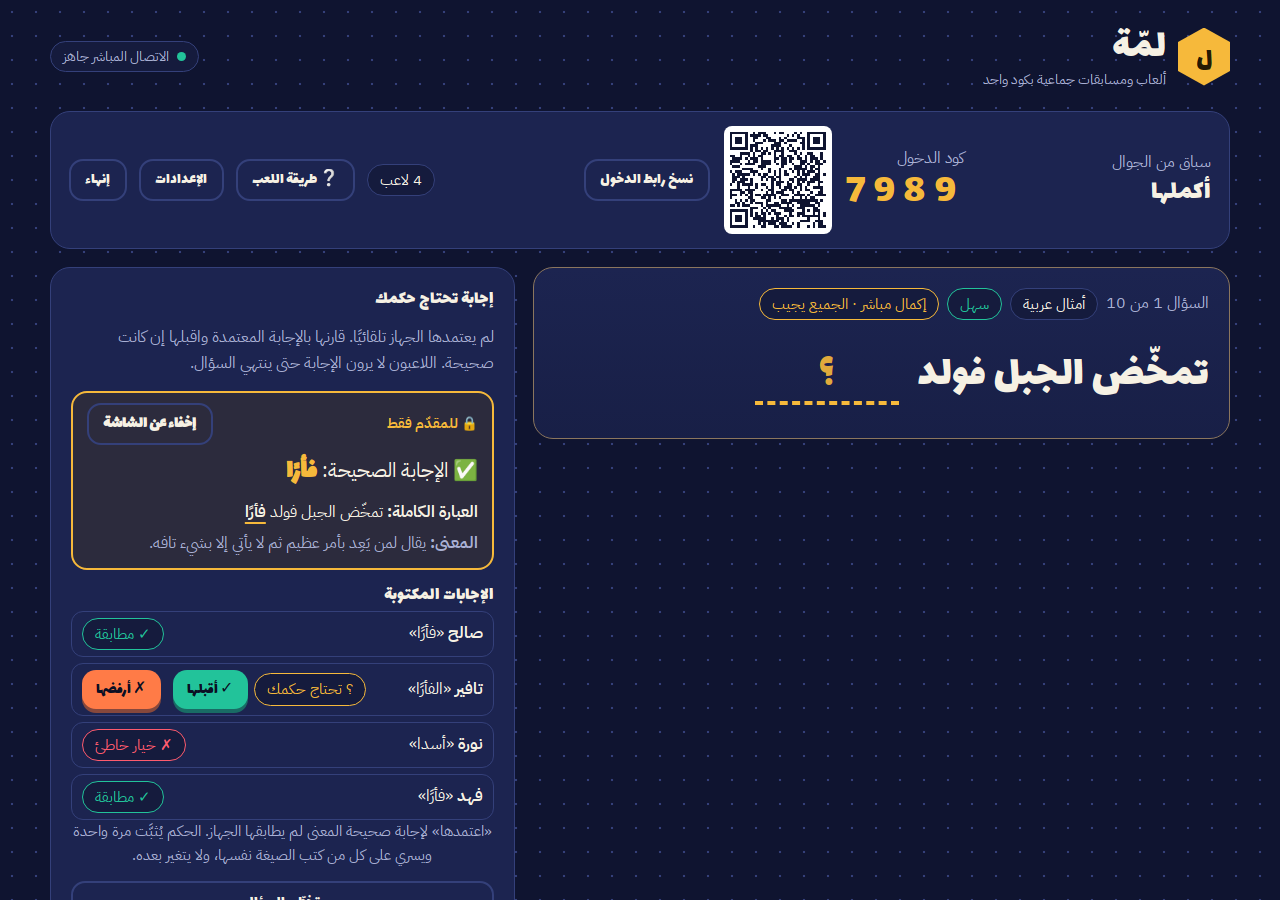 ل
لمّة
ألعاب ومسابقات جماعية بكود واحد
الاتصال المباشر جاهز
سباق من الجوال
أكملها
كود الدخول
7989
نسخ رابط الدخول
4 لاعب
❔ طريقة اللعب
الإعدادات
إنهاء
السؤال 1 من 10
أمثال عربية
سهل
إكمال مباشر · الجميع يجيب
تمخّض الجبل فولد ؟
إجابة تحتاج حكمك
لم يعتمدها الجهاز تلقائيًا. قارنها بالإجابة المعتمدة واقبلها إن كانت
صحيحة. اللاعبون لا يرون الإجابة حتى ينتهي السؤال.
🔒 للمقدّم فقط
إخفاء عن الشاشة
✅ الإجابة الصحيحة: فأرًا
العبارة الكاملة: تمخّض الجبل فولد فأرًا
المعنى: يقال لمن يَعِد بأمر عظيم ثم لا يأتي إلا بشيء تافه.
الإجابات المكتوبة
صالح «فأرًا»
✓ مطابقة
تافير «الفأرًا»
؟ تحتاج حكمك
✓ أقبلها
✗ أرفضها
نورة «أسدا»
✗ خيار خاطئ
فهد «فأرًا»
✓ مطابقة
«اعتمدها» لإجابة صحيحة المعنى لم يطابقها الجهاز. الحكم يُثبَّت مرة واحدة
ويسري على كل من كتب الصيغة نفسها، ولا يتغير بعده.